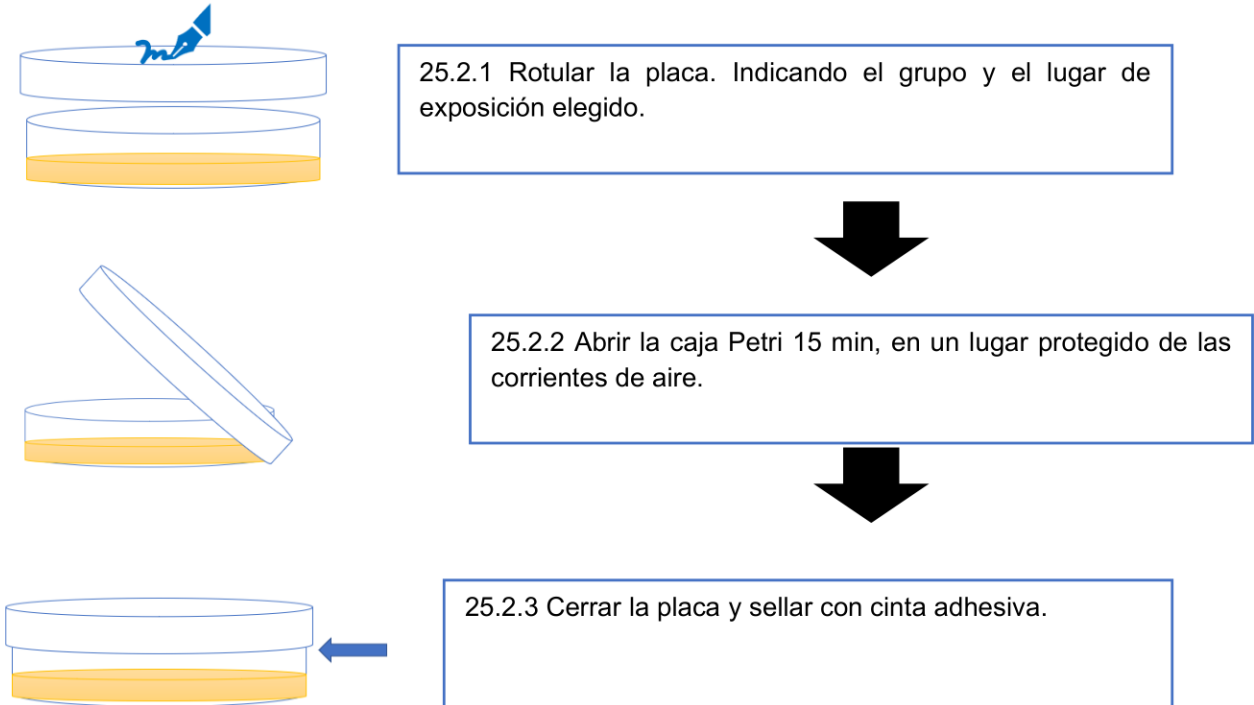 25.2.1 Rotular la placa. Indicando el grupo y el lugar de
exposición elegido.
25.2.2 Abrir la caja Petri 15 min, en un lugar protegido de las
corrientes de aire.
25.2.3 Cerrar la placa y sellar con cinta adhesiva.